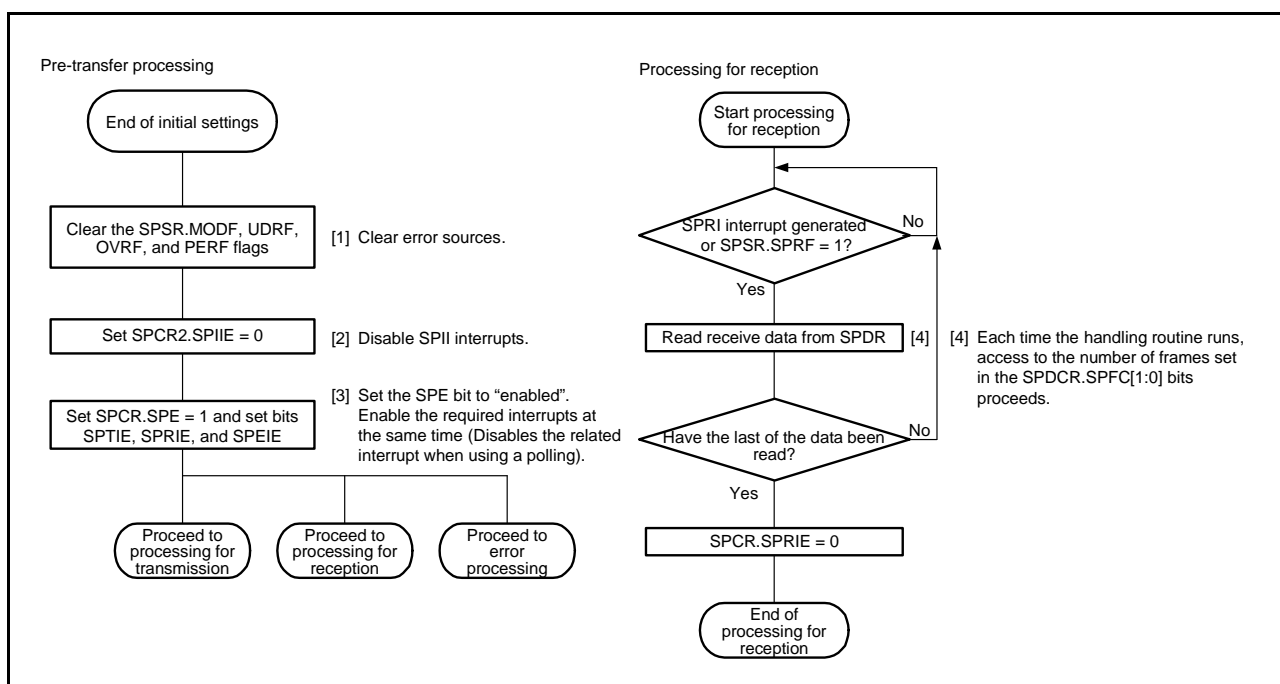 Pre-transfer processing
End of initial settings
Clear the SPSR.MODF, UDRF,
OVRF, and PERF flags
[1] Clear error sources.
Set SPCR2.SPIIE = 0
[2] Disable SPII interrupts.
Set SPCR.SPE = 1 and set bits
SPTIE, SPRIE, and SPEIE
[3] Set the SPE bit to “enabled”.
Enable the required interrupts at
the same time (Disables the related
interrupt when using a polling).
Proceed to
processing for
transmission
Proceed to
processing for
reception
Proceed to
error
processing
Processing for reception
Start processing
for reception
SPRI interrupt generated
or SPSR.SPRF = 1?
No
Yes
Read receive data from SPDR
[4]
[4] Each time the handling routine runs,
access to the number of frames set
in the SPDCR.SPFC[1:0] bits
proceeds.
Have the last of the data been
read?
No
Yes
SPCR.SPRIE = 0
End of
processing for
reception